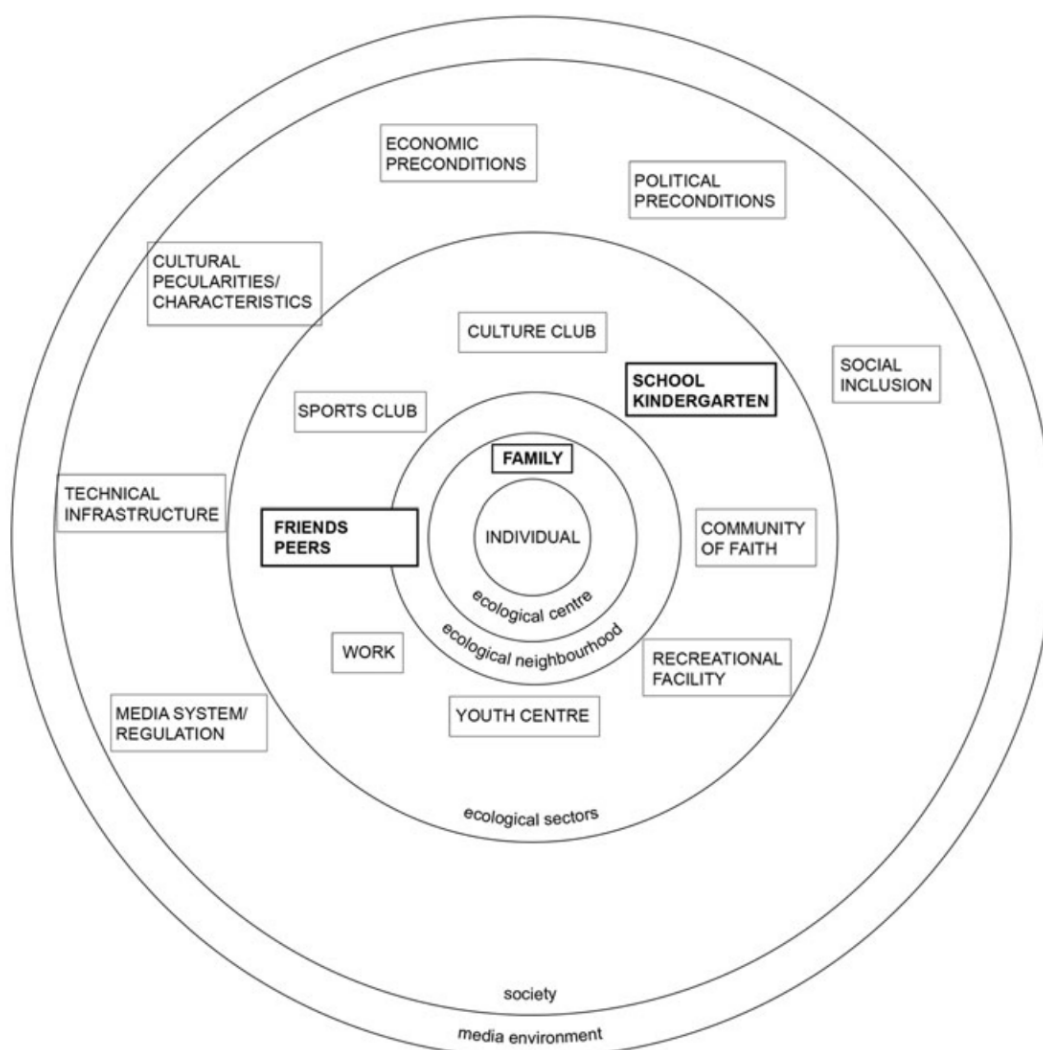 ECONOMIC
PRECONDITIONS
POLITICAL
PRECONDITIONS
CULTURAL
PECULARITIES/
CHARACTERISTICS
CULTURE CLUB
SCHOOL
KINDERGARTEN
SOCIAL
INCLUSION
SPORTS CLUB
FAMILY
TECHNICAL
INFRASTRUCTURE
FRIENDS
PEERS
INDIVIDUAL
COMMUNITY
OF FAITH
ecological centre
ecological neighbourhood
WORK
RECREATIONAL
FACILITY
MEDIA SYSTEM/
REGULATION
YOUTH CENTRE
ecological sectors
society
media environment